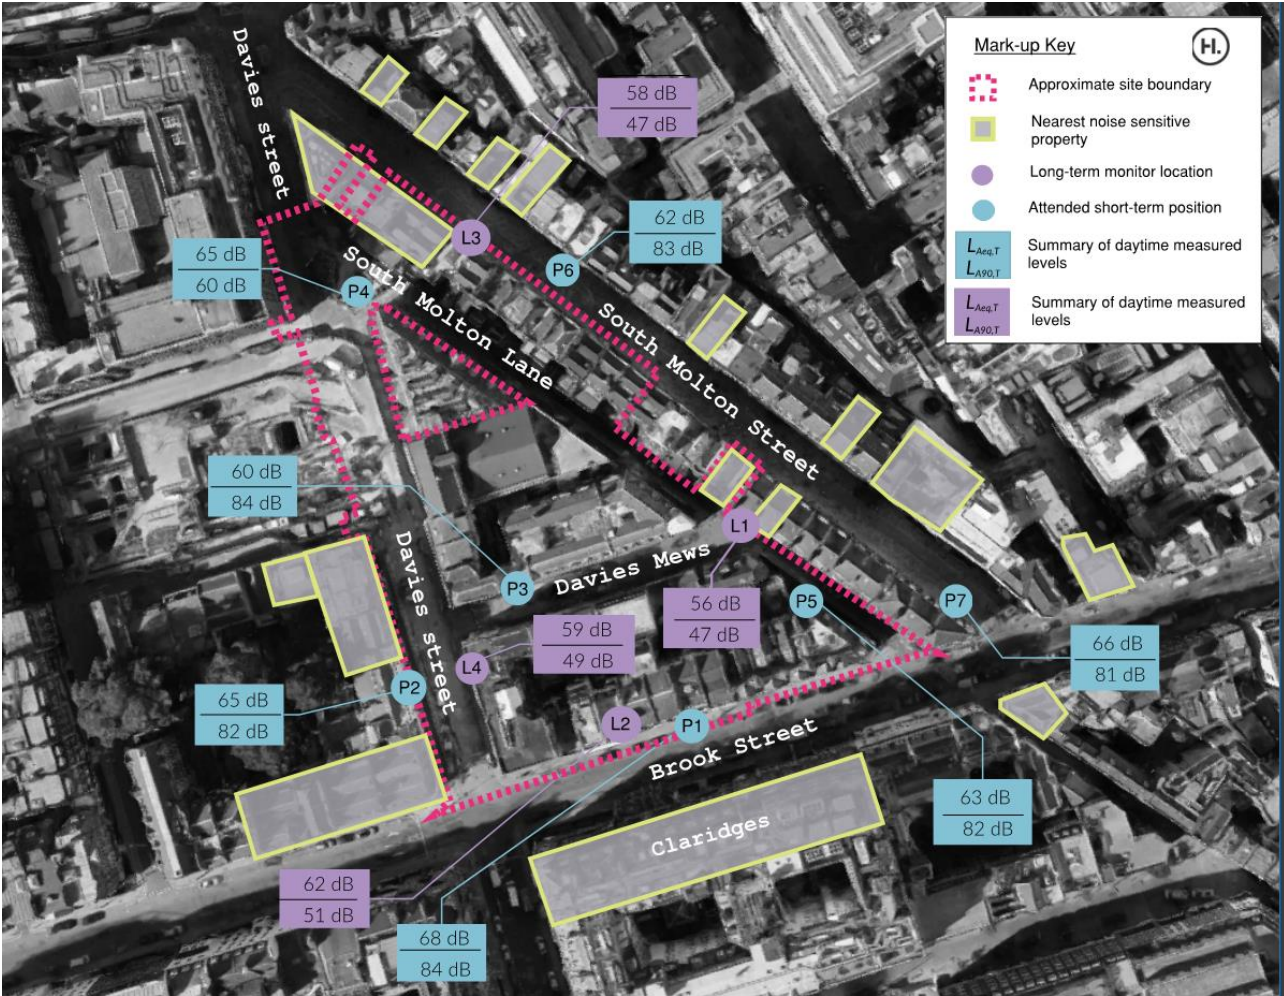 Mark-up Key
H.
Approximate site boundary
Nearest noise sensitive
property
Long-term monitor location
Attended short-term position
LAeq,T
LA90,T
Summary of daytime measured
levels
LAeq,T
LA90,T
Summary of daytime measured
levels
Davies street
58 dB
47 dB
L3
62 dB
83 dB
P6
65 dB
60 dB
P4
South Molton Lane
South Molton Street
60 dB
84 dB
P3
Davies street
Davies Mews
L1
56 dB
47 dB
P5
P7
59 dB
49 dB
L4
66 dB
81 dB
65 dB
82 dB
P2
L2
P1
Brook Street
63 dB
82 dB
Claridges
62 dB
51 dB
68 dB
84 dB